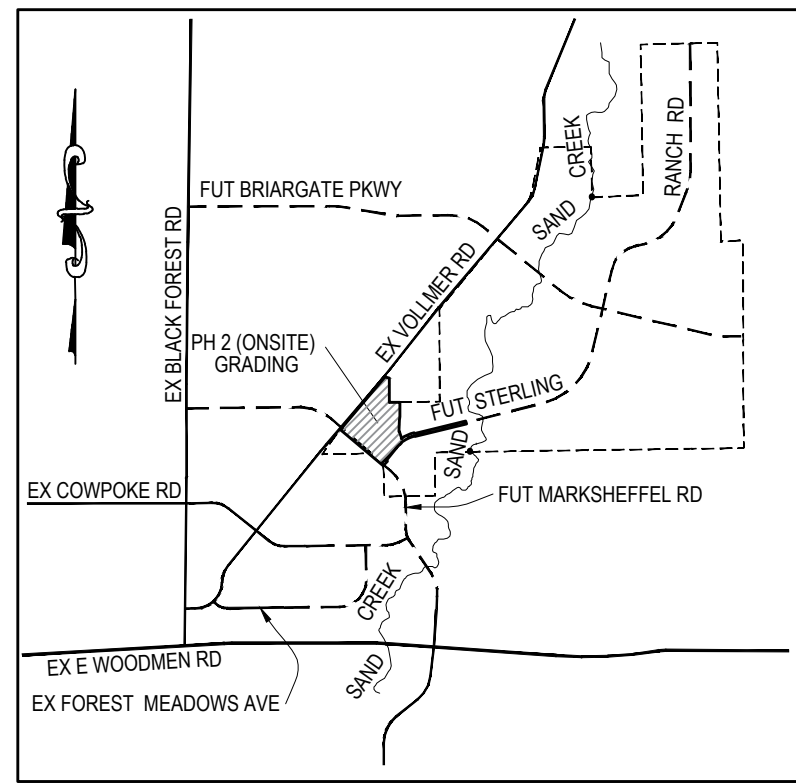 FUT BRIARGATE PKWY
EX BLACK FOREST RD
EX VOLLMER RD
SAND CREEK
RANCH RD
PH 2 (ONSITE)
GRADING
FUT STERLING
SAND
EX COWPOKE RD
FUT MARKSHEFFEL RD
CREEK
SAND
EX E WOODMEN RD
EX FOREST MEADOWS AVE